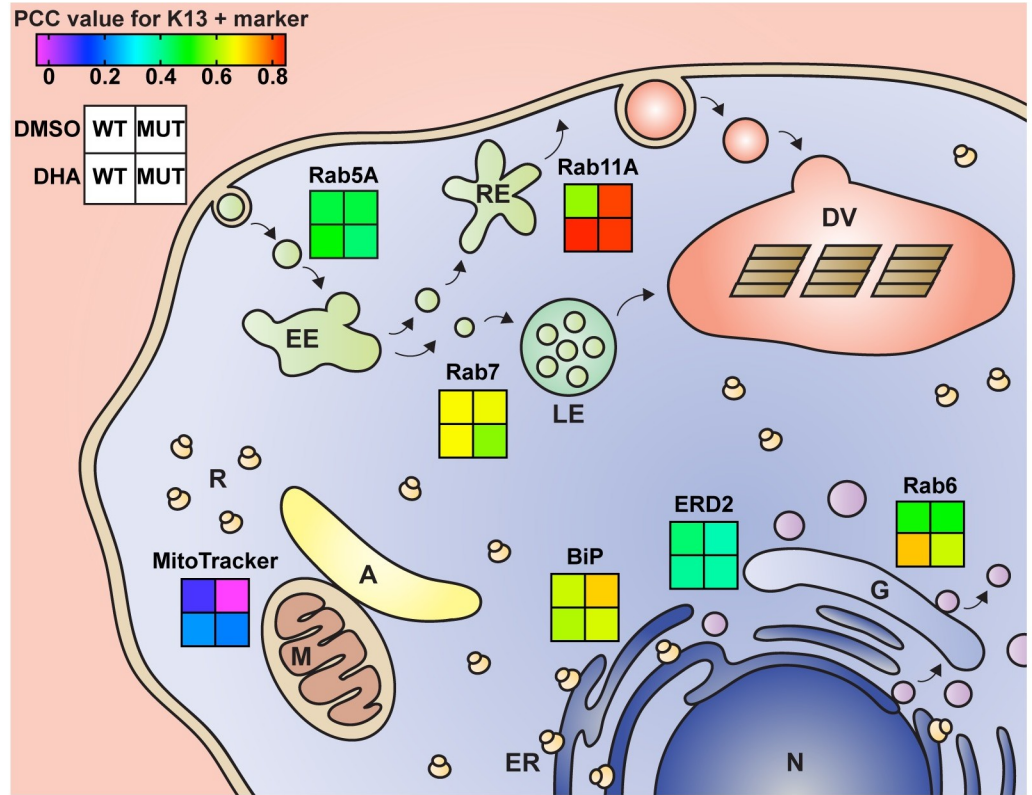 PCC value for K13 + marker
0 0.2 0.4 0.6 0.8
DMSO WT MUT
DHA WT MUT
Rab5A
RE
Rab11A
DV
EE
Rab7
LE
R
MitoTracker
A
M
BiP
ERD2
Rab6
G
ER
N